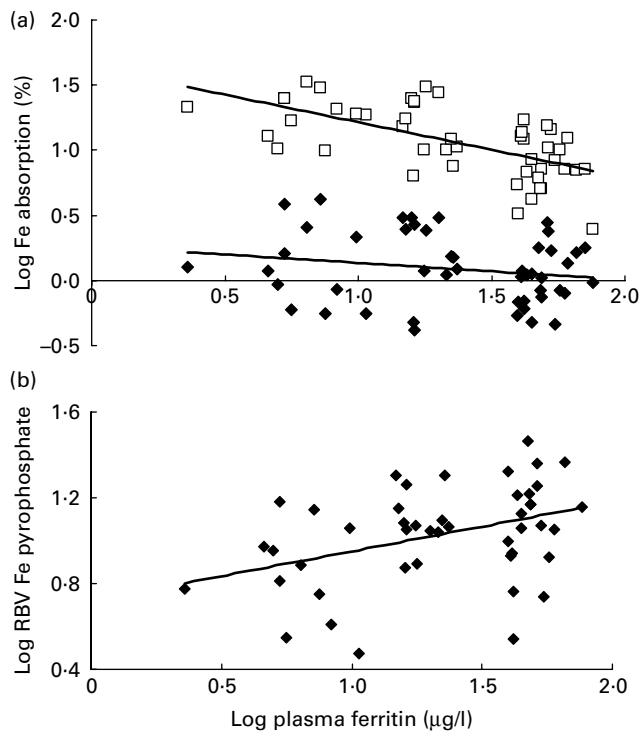 (a)
2·0
1·5
1·0
0·5
0·0
−0·5
Log Fe absorption (%)
0 0·5 1·0 1·5 2·0
(b)
1·6
1·2
0·8
0·4
Log RBV Fe pyrophosphate
0 0·5 1·0 1·5 2·0
Log plasma ferritin (µg/l)